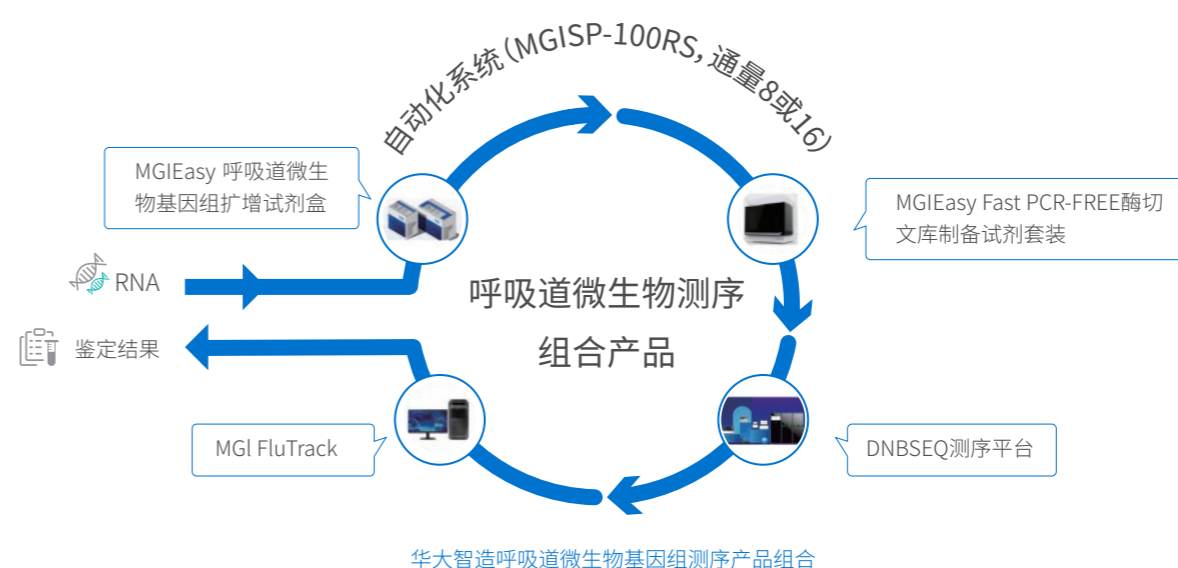 自动化系统(MGISP-100RS,通量8或16)
MGIEasy 呼吸道微生
物基因组扩增试剂盒
MGIEasy Fast PCR-FREE酶切
文库制备试剂套装
RNA
呼吸道微生物测序
组合产品
鉴定结果
MGl FluTrack
DNBSEQ测序平台
华大智造呼吸道微生物基因组测序产品组合